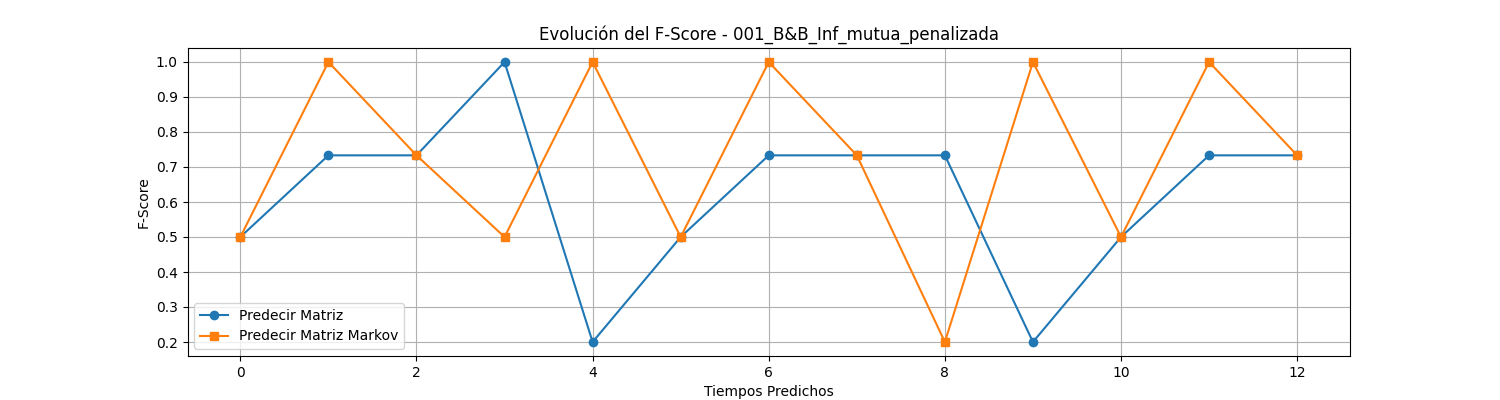 Evolución del F-Score - 001_B&B_Inf_mutua_penalizada
F-Score
1.0
0.9
0.8
0.7
0.6
0.5
0.4
0.3
0.2
Predecir Matriz
Predecir Matriz Markov
0 2 4 6 8 10 12
Tiempos Predichos